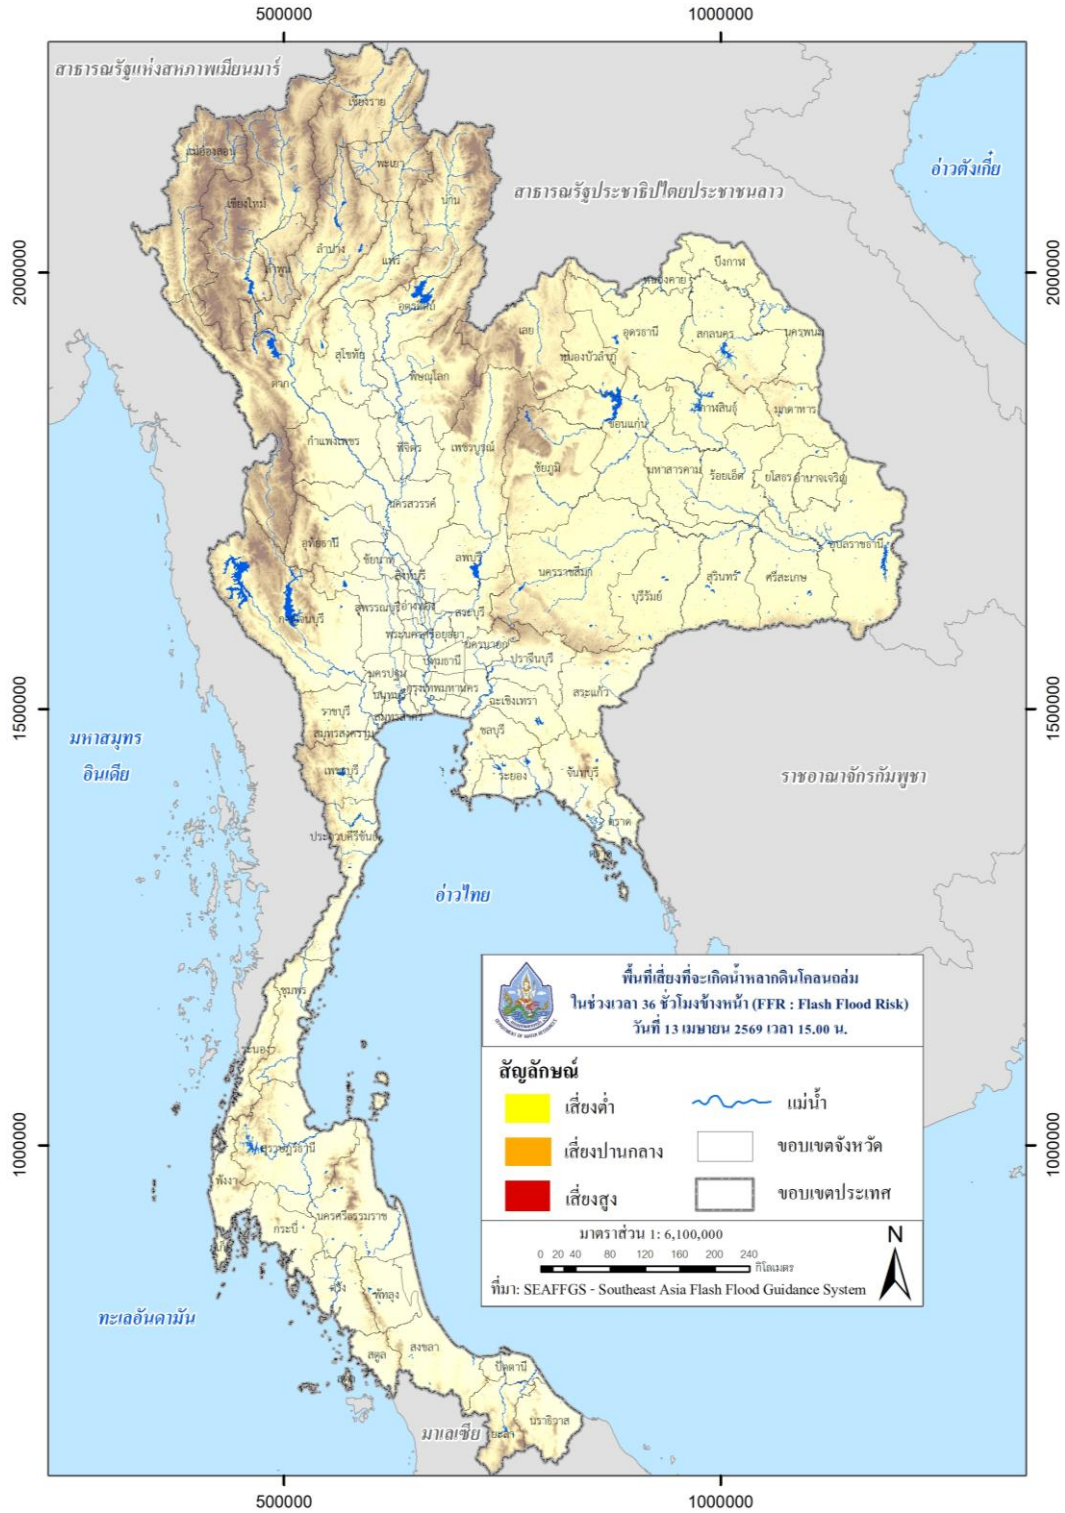 500000
1000000
สาธารณรัฐแห่งสหภาพเมียนมาร์
เชียงราย
แม่ฮ่องสอน
พะเยา
อ่าวตังเกี๋ย
สาธารณรัฐประชาธิปไตยประชาชนลาว
เชียงใหม่
น่าน
ลำปาง
แพร่
ลำพูน
บึงกาฬ
2000000
2000000
หนองคาย
อุตรดิตถ์
เลย
อุดรธานี
สกลนคร
นครพนม
สุโขทัย
หนองบัวลำภู
ตาก
พิษณุโลก
กาฬสินธุ์
มุกดาหาร
ขอนแก่น
กำแพงเพชร
พิจิตร
เพชรบูรณ์
ชัยภูมิ
มหาสารคาม
ร้อยเอ็ด
ยโสธร
อำนาจเจริญ
นครสวรรค์
อุทัยธานี
ชัยนาท
ลพบุรี
อุบลราชธานี
สิงห์บุรี
นครราชสีมา
สุรินทร์
ศรีสะเกษ
บุรีรัมย์
สุพรรณบุรี
อ่างทอง
สระบุรี
กาญจนบุรี
พระนครศรีอยุธยา
นครนายก
ปทุมธานี
ปราจีนบุรี
นครปฐม
กรุงเทพมหานคร
นนทบุรี
สระแก้ว
ฉะเชิงเทรา
1500000
1500000
ราชบุรี
สมุทรสาคร
สมุทรสงคราม
ชลบุรี
มหาสมุทร
อินเดีย
เพชรบุรี
ระยอง
จันทบุรี
ราชอาณาจักรกัมพูชา
ตราด
ประจวบคีรีขันธ์
อ่าวไทย
ชุมพร
ระนอง
1000000
1000000
สุราษฎร์ธานี
พังงา
นครศรีธรรมราช
กระบี่
ภูเก็ต
ตรัง
พัทลุง
ทะเลอันดามัน
สตูล
สงขลา
ปัตตานี
นราธิวาส
ยะลา
มาเลเซีย
พื้นที่เสี่ยงที่จะเกิดน้ำหลากดินโคลนถล่ม
ในช่วงเวลา 36 ชั่วโมงข้างหน้า (FFR : Flash Flood Risk)
วันที่ 13 เมษายน 2569 เวลา 15.00 น.
DEPARTMENT OF WATER RESOURCES
สัญลักษณ์
เสี่ยงต่ำ
แม่น้ำ
เสี่ยงปานกลาง
ขอบเขตจังหวัด
เสี่ยงสูง
ขอบเขตประเทศ
มาตราส่วน 1: 6,100,000
N
0 20 40 80 120 160 200 240
กิโลเมตร
ที่มา: SEAFFGS - Southeast Asia Flash Flood Guidance System
500000
1000000